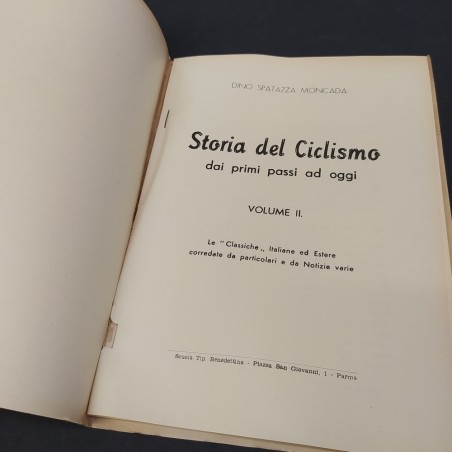 DINO SPATAZZA MONCADA
Storia del Ciclismo
dai primi passi ad oggi
VOLUME II.
Le "Classiche„ Italiane ed Estere
corredate da particolari e da Notizie varie
Scuola Tip. Benedettina - Piazza San Giovanni, 1 - Parma